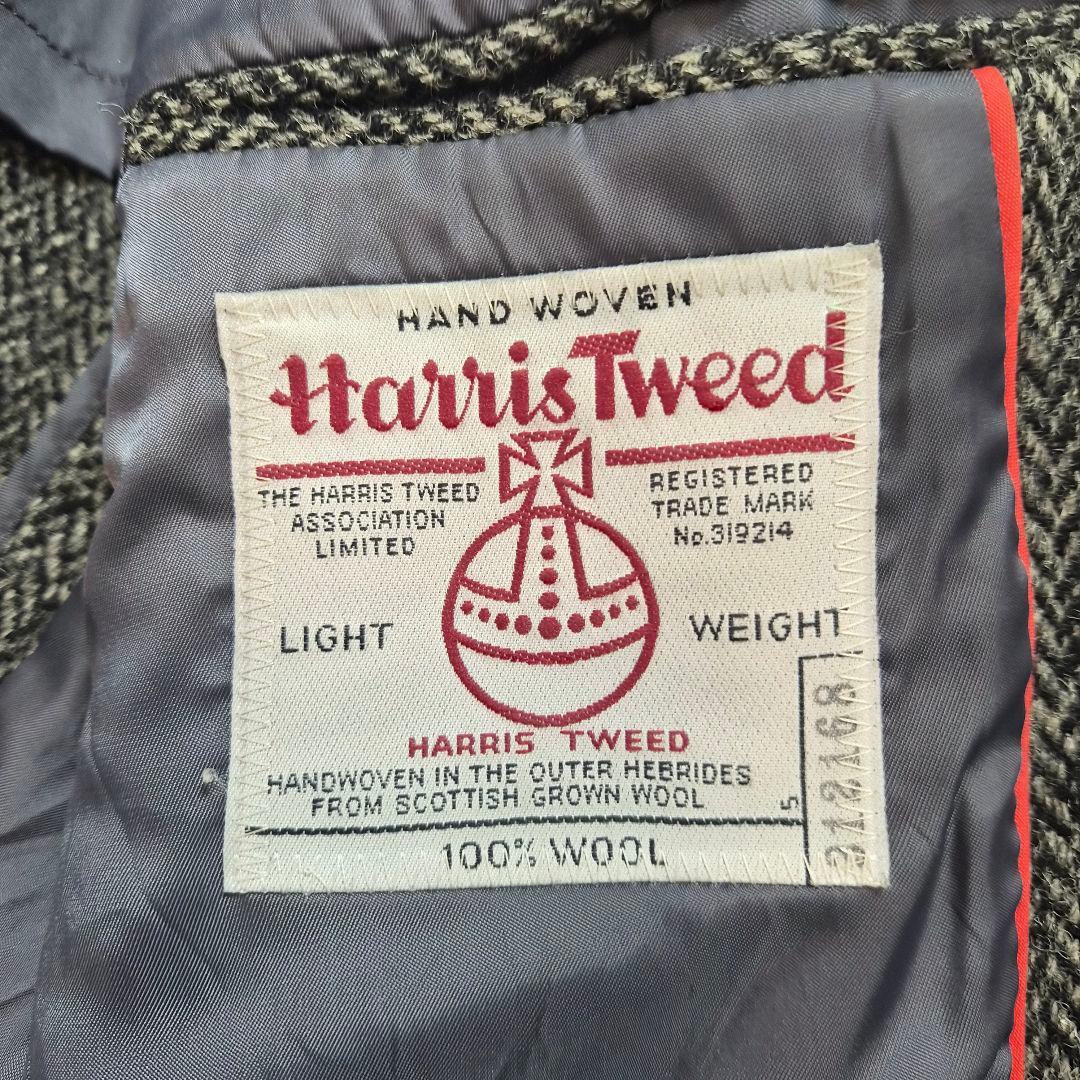 HAND WOVEN
Harris Tweed
THE HARRIS TWEED
ASSOCIATION
LIMITED
REGISTERED
TRADE MARK
No.319214
LIGHT WEIGHT
HARRIS TWEED
HANDWOVEN IN THE OUTER HEBRIDES
FROM SCOTTISH GROWN WOOL
100% WOOL
5